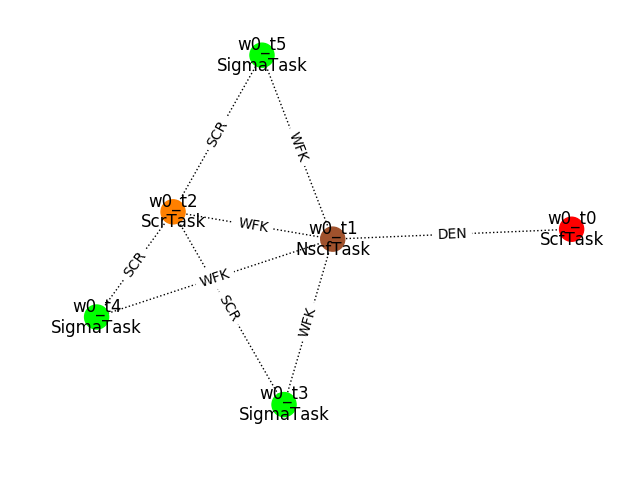 w0_t5
SigmaTask
SCR
WFK
w0_t2
ScrTask
WFK
w0_t1
NscfTask
DEN
w0_t0
ScfTask
SCR
WFK
w0_t4
SigmaTask
SCR
WFK
w0_t3
SigmaTask